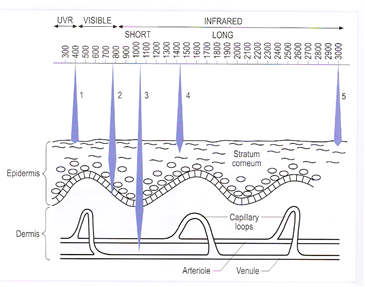 UVR VISIBLE INFRARED
SHORT LONG
300 400 500 600 700 800 900 1000 1100 1200 1300 1400 1500 1600 1700 1800 1900 2000 2100 2200 2300 2400 2500 2600 2700 2800 2900 3000
1 2 3 4 5
Stratum
corneum
Epidermis
Capillary
loops
Dermis
Arteriole Venule